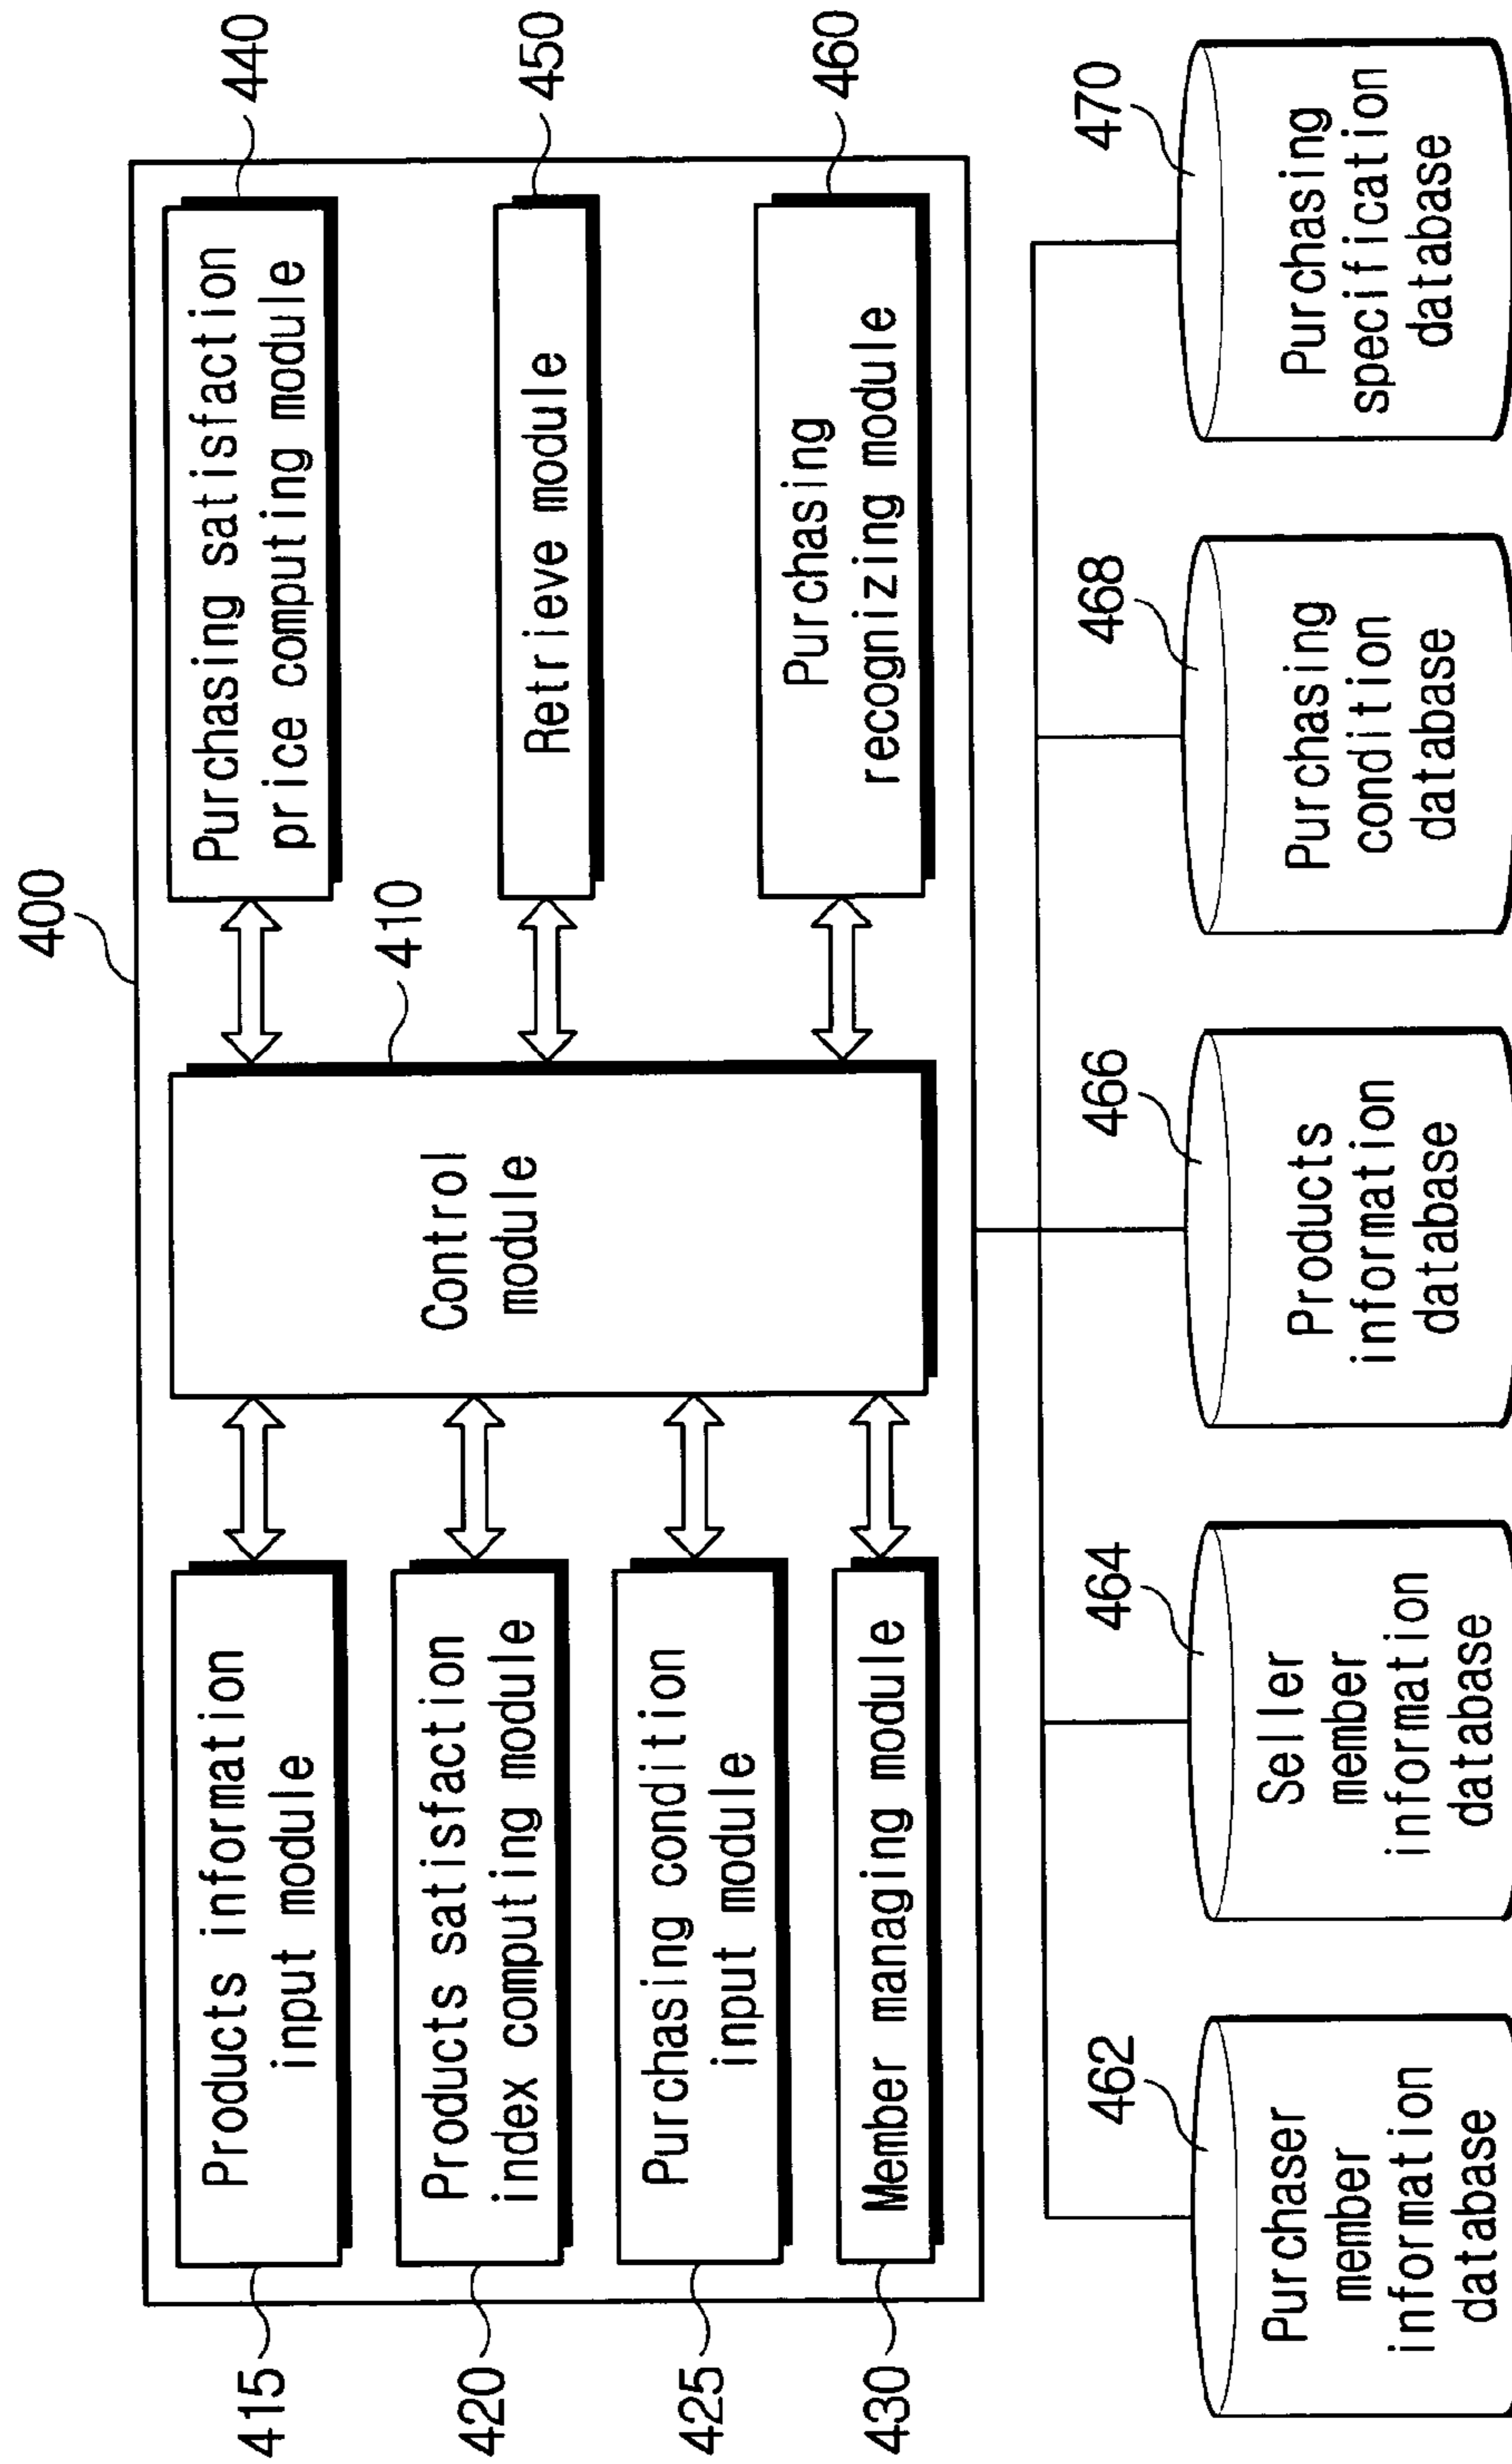 400
415
Products information
input module
420
Products satisfaction
index computing module
425
Purchasing condition
input module
430
Member managing module
410
Control
module
440
Purchasing satisfaction
price computing module
450
Retrieve module
460
Purchasing
recognizing module
462
Purchaser
member
information
database
464
Seller
member
information
database
466
Products
information
database
468
Purchasing
condition
database
470
Purchasing
specification
database